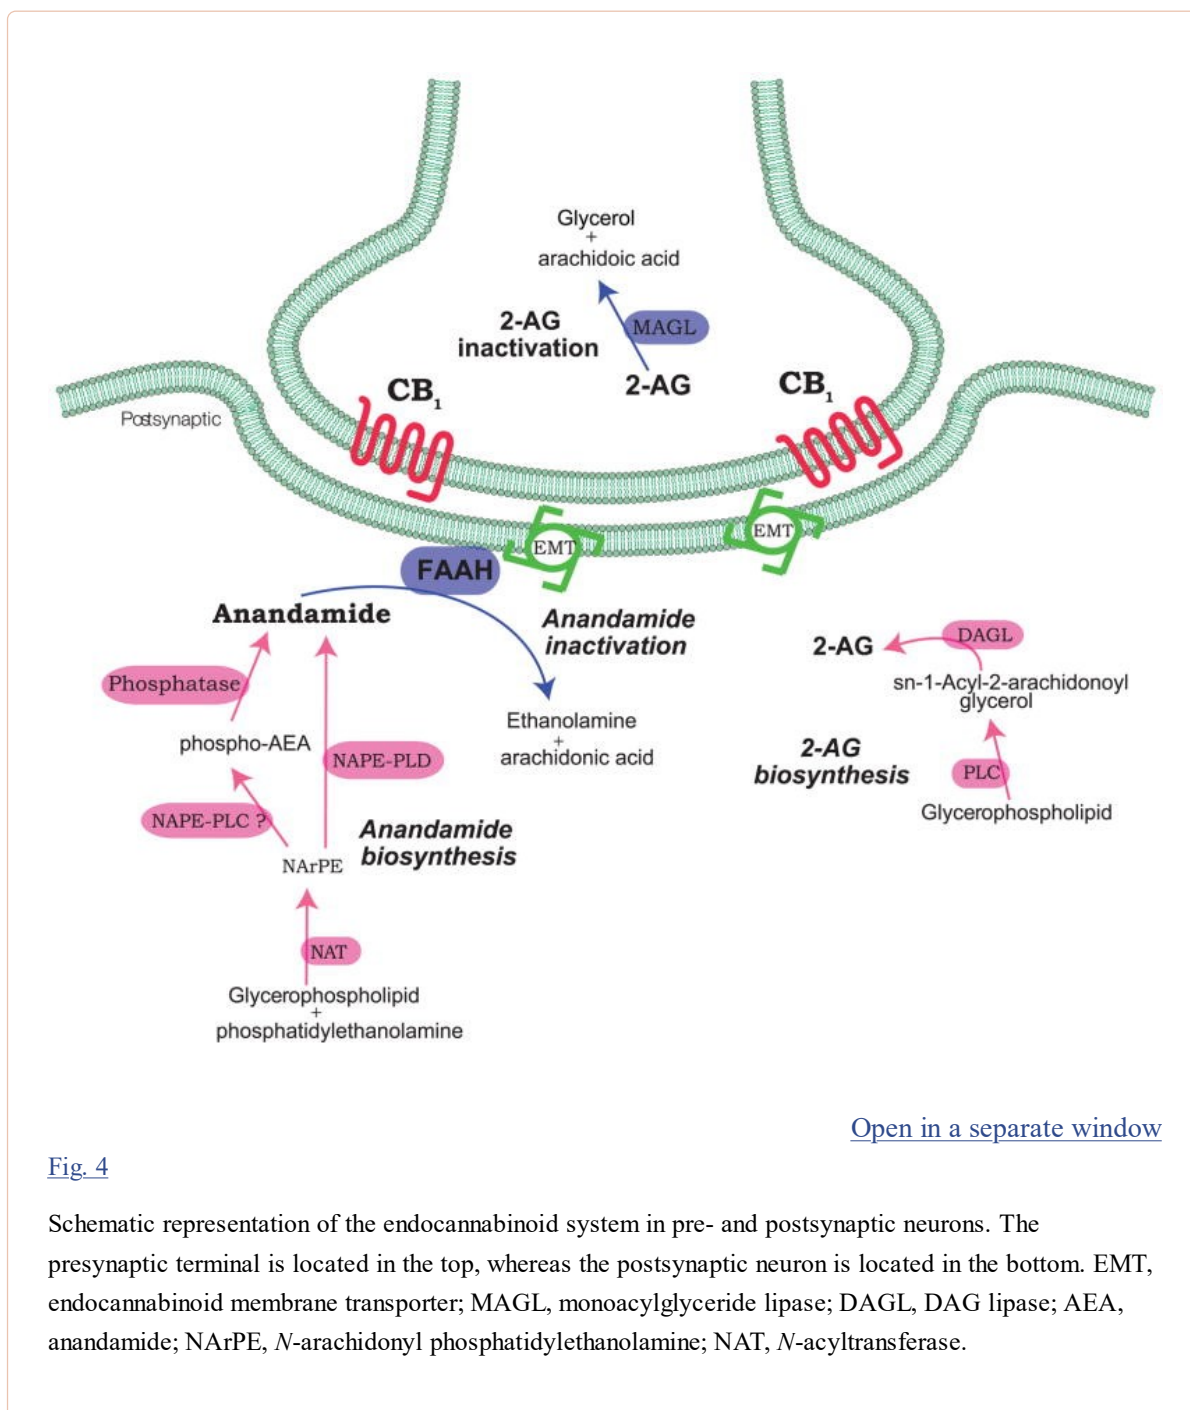 Glycerol
+
arachidoic acid
2-AG
inactivation
MAGL
2-AG
CB1
CB1
Postsynaptic
EMT
EMT
FAAH
Anandamide
Anandamide
inactivation
2-AG
DAGL
sn-1-Acyl-2-arachidonoyl
glycerol
Phosphatase
Ethanolamine
+
arachidonic acid
phospho-AEA
NAPE-PLD
2-AG
biosynthesis
PLC
Glycerophospholipid
NAPE-PLC ?
Anandamide
biosynthesis
NArPE
NAT
Glycerophospholipid
+
phosphatidylethanolamine
Open in a separate window
Fig. 4
Schematic representation of the endocannabinoid system in pre- and postsynaptic neurons. The
presynaptic terminal is located in the top, whereas the postsynaptic neuron is located in the bottom. EMT,
endocannabinoid membrane transporter; MAGL, monoacylglyceride lipase; DAGL, DAG lipase; AEA,
anandamide; NArPE, N-arachidonyl phosphatidylethanolamine; NAT, N-acyltransferase.